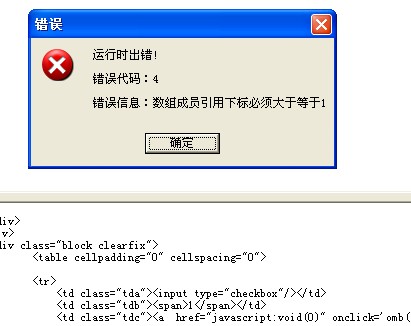 错误
运行时出错!
错误代码：4
错误信息：数组成员引用下标必须大于等于1
确定
div>
v>
div class="block clearfix">
<table cellpadding="0" cellspacing="0">
<tr>
<td class="tda"><input type="checkbox"/></td>
<td class="tdb"><span>1</span></td>
<td class="tdc"><a href="javascript:void(0)" onclick='omb(